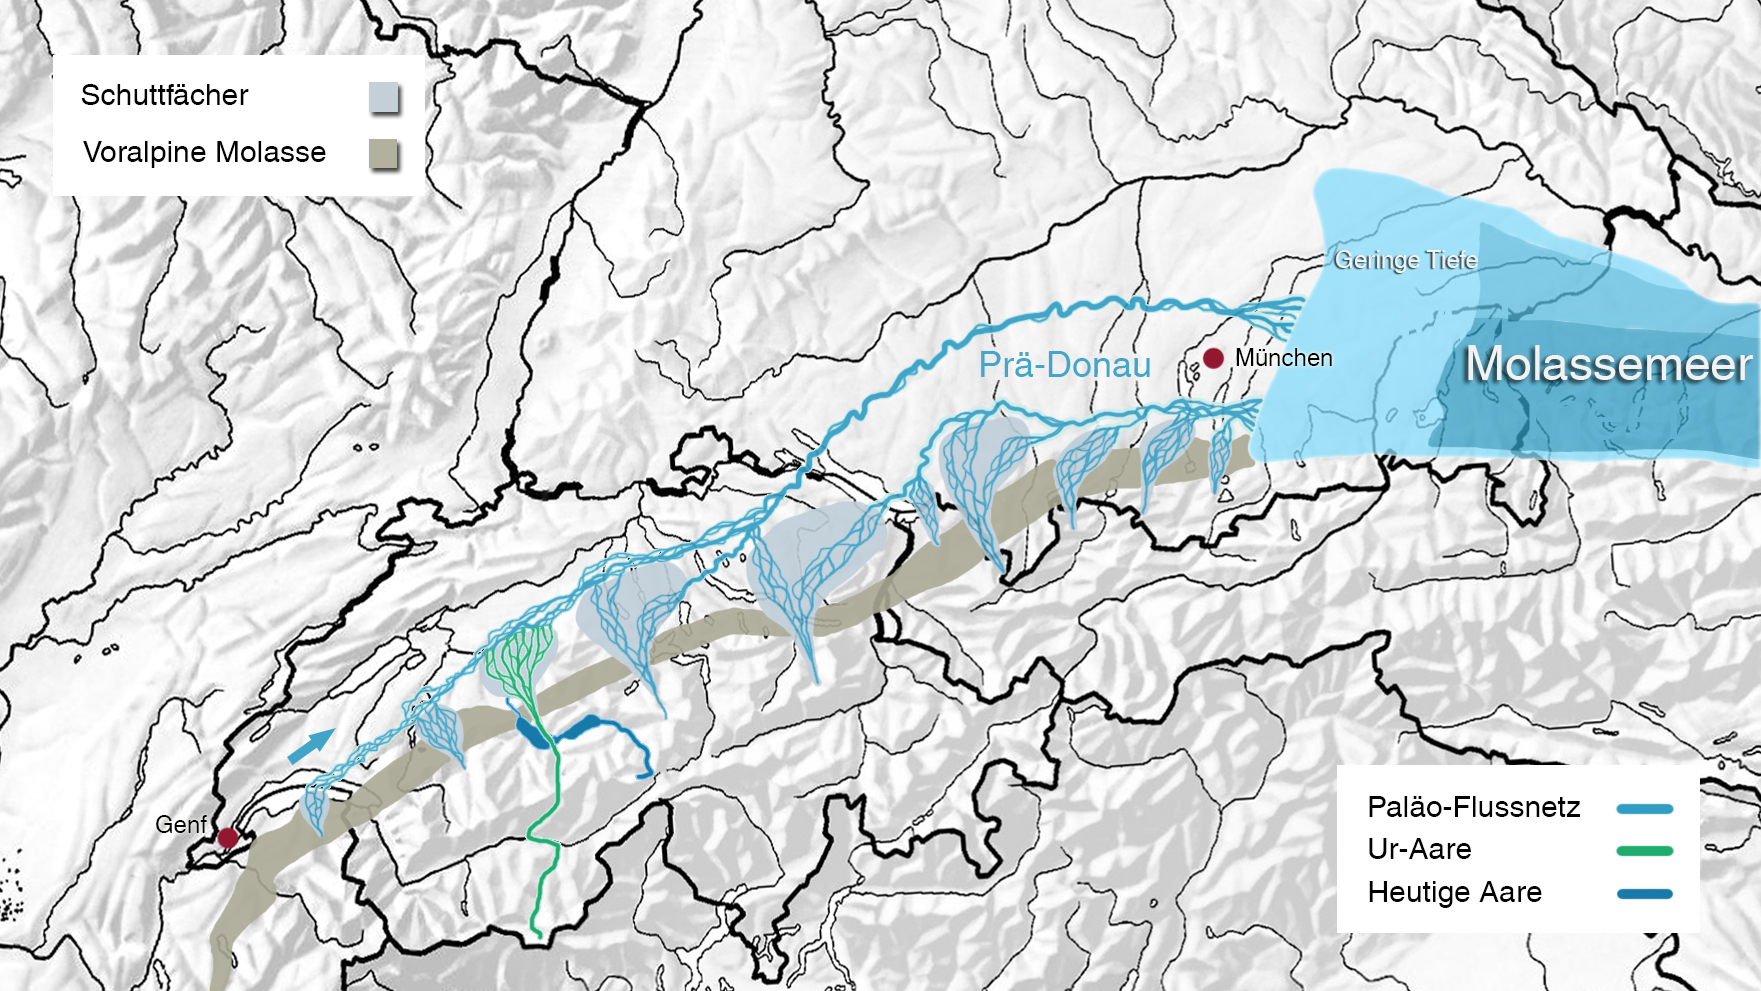 Schuttfächer
Voralpine Molasse
Geringe Tiefe
Prä-Donau
München
Molassemeer
Genf
Paläo-Flussnetz
Ur-Aare
Heutige Aare